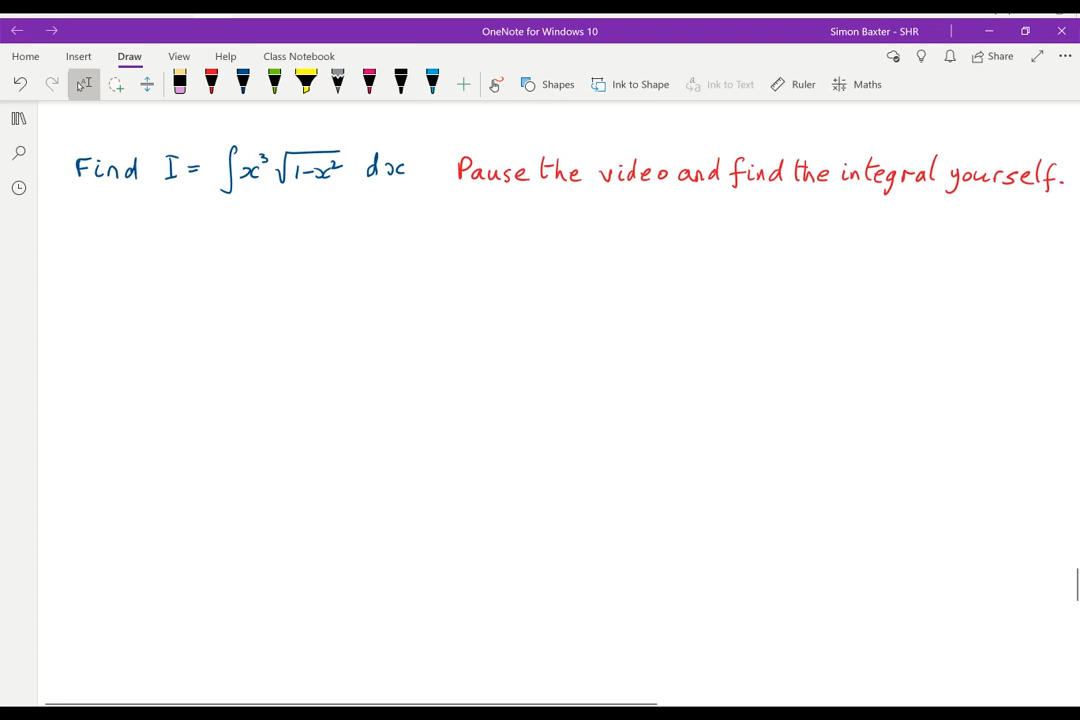 OneNote for Windows 10
Simon Baxter - SHR
Home Insert Draw View Help Class Notebook
Share
Shapes Ink to Shape Ink to Text Ruler Maths
Find I = ∫x³ √(1-x²) dx Pause the video and find the integral yourself.